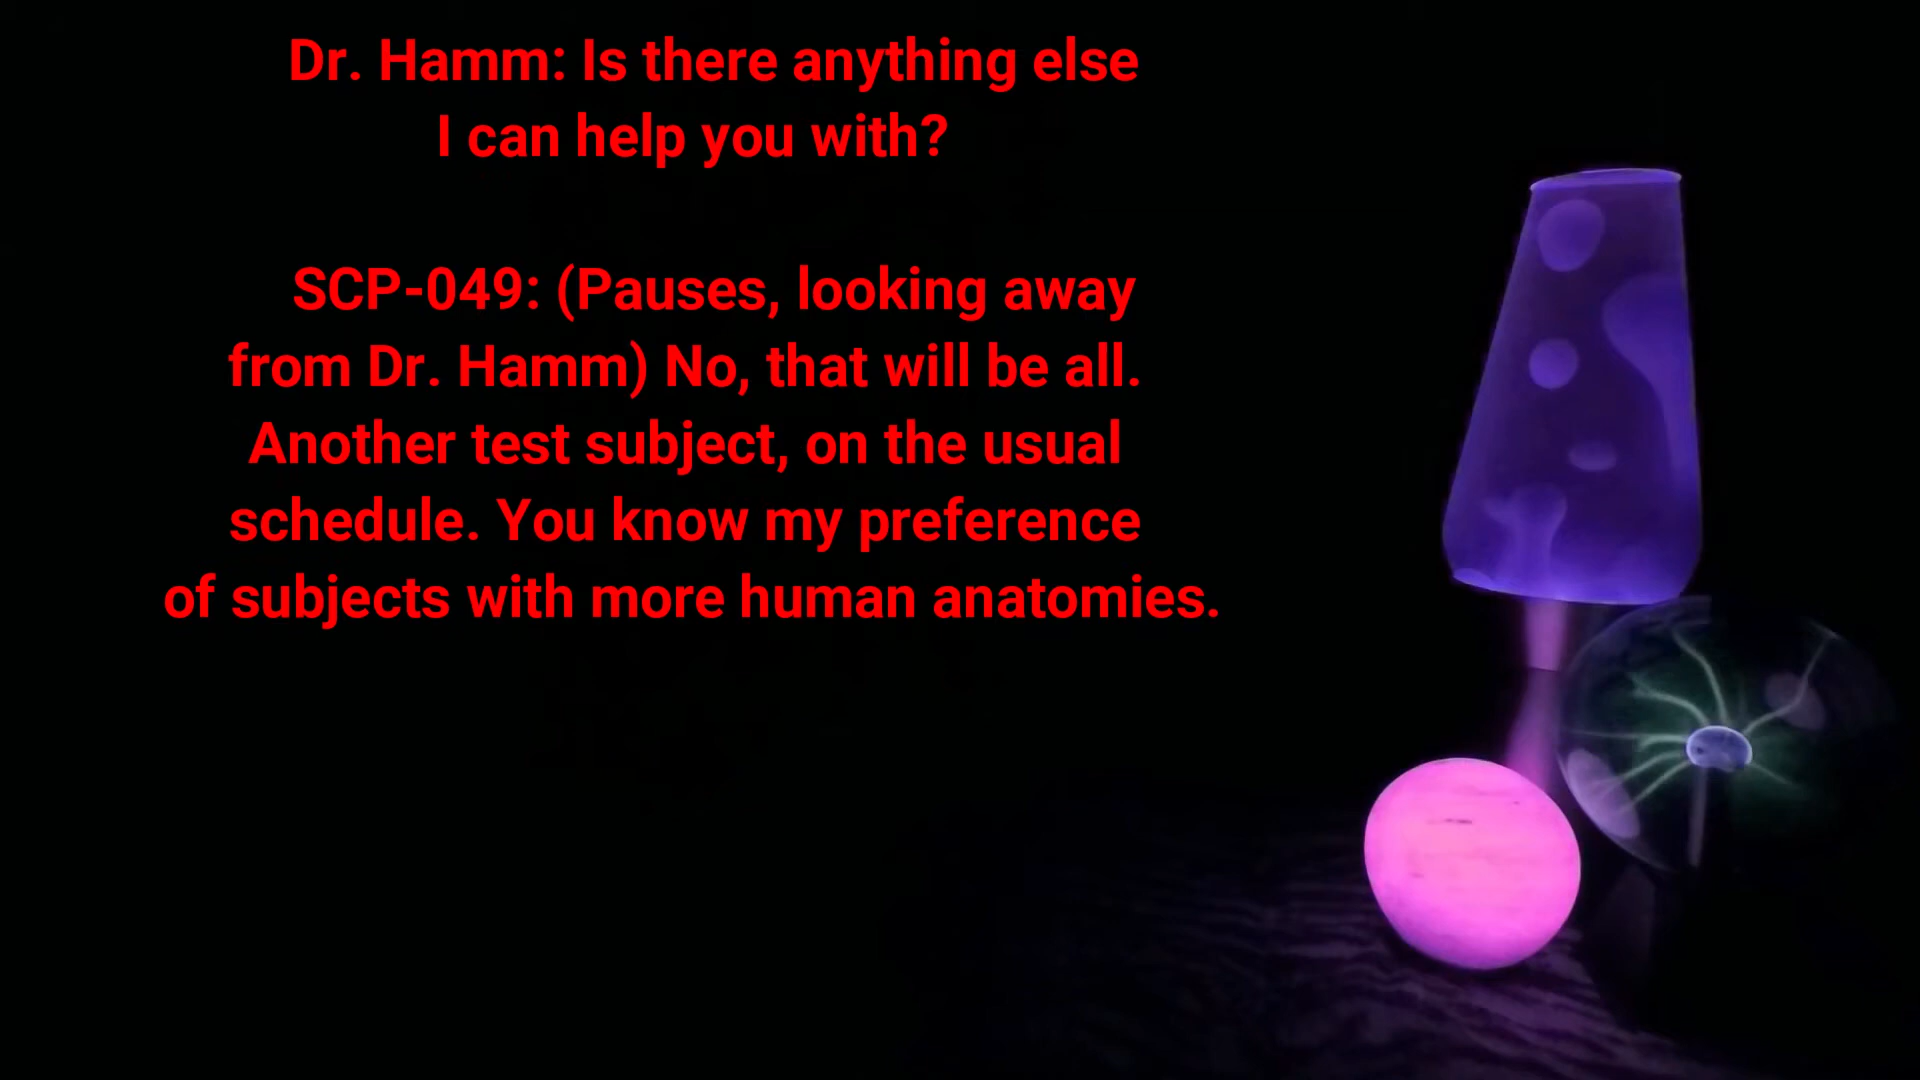 Dr. Hamm: Is there anything else
I can help you with?
SCP-049: (Pauses, looking away
from Dr. Hamm) No, that will be all.
Another test subject, on the usual
schedule. You know my preference
of subjects with more human anatomies.